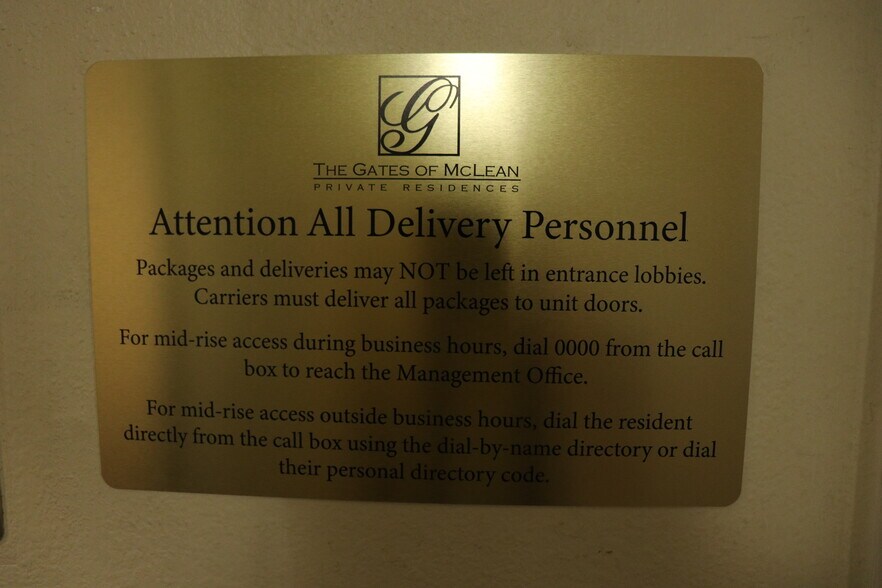 G
THE GATES OF MCLEAN
PRIVATE RESIDENCES
Attention All Delivery Personnel
Packages and deliveries may NOT be left in entrance lobbies.
Carriers must deliver all packages to unit doors.
For mid-rise access during business hours, dial 0000 from the call
box to reach the Management Office.
For mid-rise access outside business hours, dial the resident
directly from the call box using the dial-by-name directory or dial
their personal directory code.